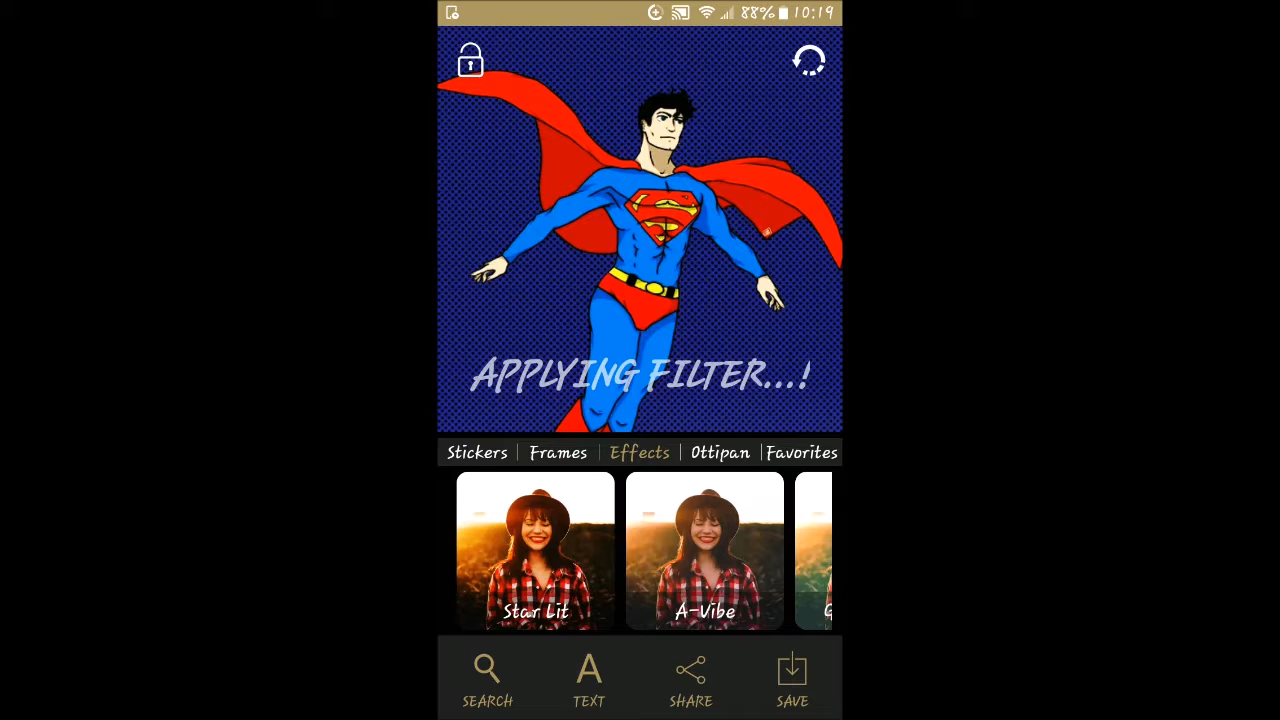 88% 10:19
APPLYING FILTER...!
Stickers Frames Effects Ottipan Favorites
Star Lit A-Vibe
SEARCH TEXT SHARE SAVE